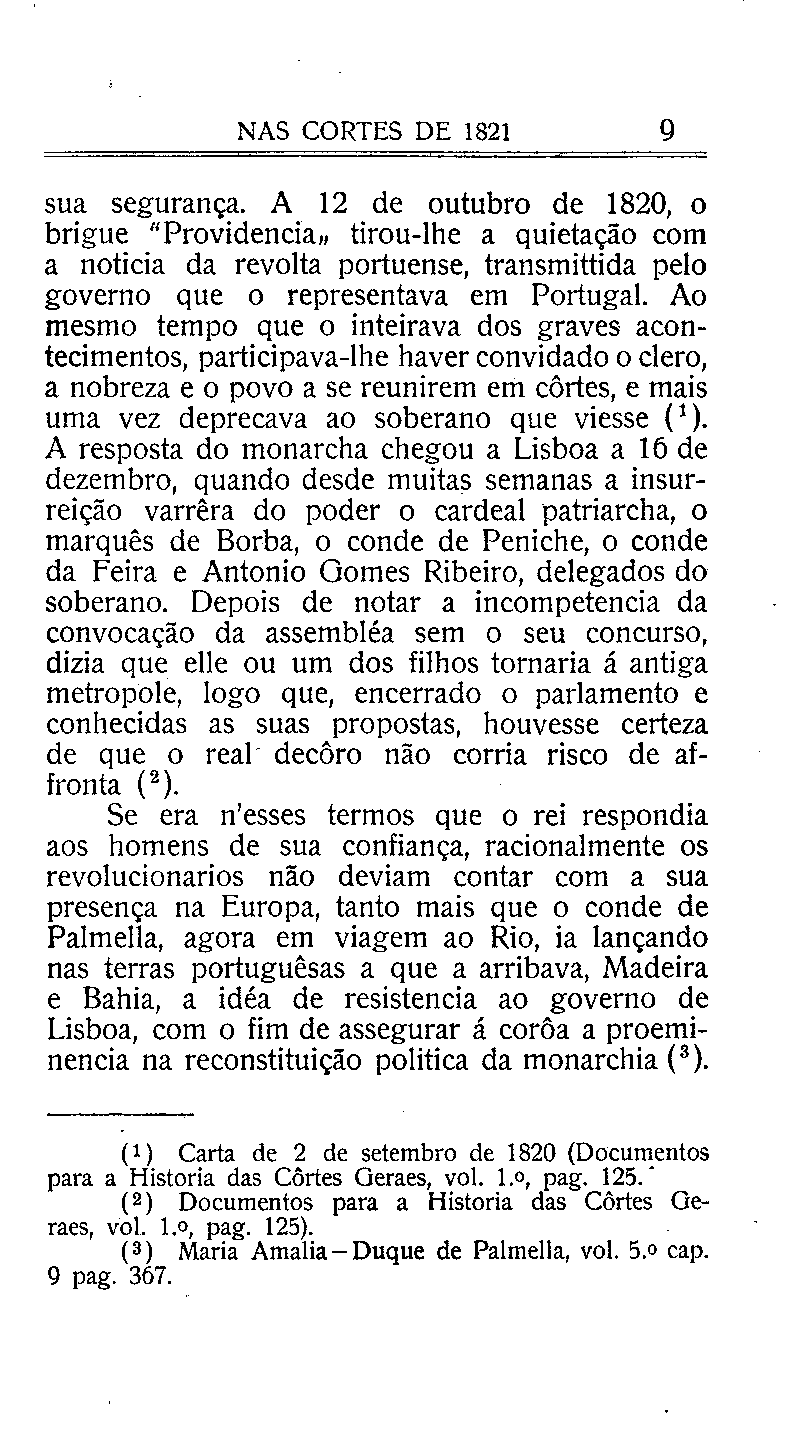 NAS CORTES DE 1821 9
sua segurança. A 12 de outubro de 1820, o
brigue "Providencia„ tirou-lhe a quietação com
a noticia da revolta portuense, transmittida pelo
governo que o representava em Portugal. Ao
mesmo tempo que o inteirava dos graves acon-
tecimentos, participava-lhe haver convidado o clero,
a nobreza e o povo a se reunirem em côrtes, e mais
uma vez deprecava ao soberano que viesse (¹).
A resposta do monarcha chegou a Lisboa a 16 de
dezembro, quando desde muitas semanas a insur-
reição varrêra do poder o cardeal patriarcha, o
marquês de Borba, o conde de Peniche, o conde
da Feira e Antonio Gomes Ribeiro, delegados do
soberano. Depois de notar a incompetencia da
convocação da assembléa sem o seu concurso,
dizia que elle ou um dos filhos tornaria á antiga
metropole, logo que, encerrado o parlamento e
conhecidas as suas propostas, houvesse certeza
de que o real decôro não corria risco de af-
fronta (²).
Se era n'esses termos que o rei respondia
aos homens de sua confiança, racionalmente os
revolucionarios não deviam contar com a sua
presença na Europa, tanto mais que o conde de
Palmella, agora em viagem ao Rio, ia lançando
nas terras portuguêsas a que a arribava, Madeira
e Bahia, a idéa de resistencia ao governo de
Lisboa, com o fim de assegurar á corôa a proemi-
nencia na reconstituição politica da monarchia (³).
(1) Carta de 2 de setembro de 1820 (Documentos
para a Historia das Côrtes Geraes, vol. 1.º, pag. 125.
(2) Documentos para a Historia das Côrtes Ge-
raes, vol. 1.º, pag. 125).
(3) Maria Amalia—Duque de Palmella, vol. 5.º cap.
9 pag. 367.